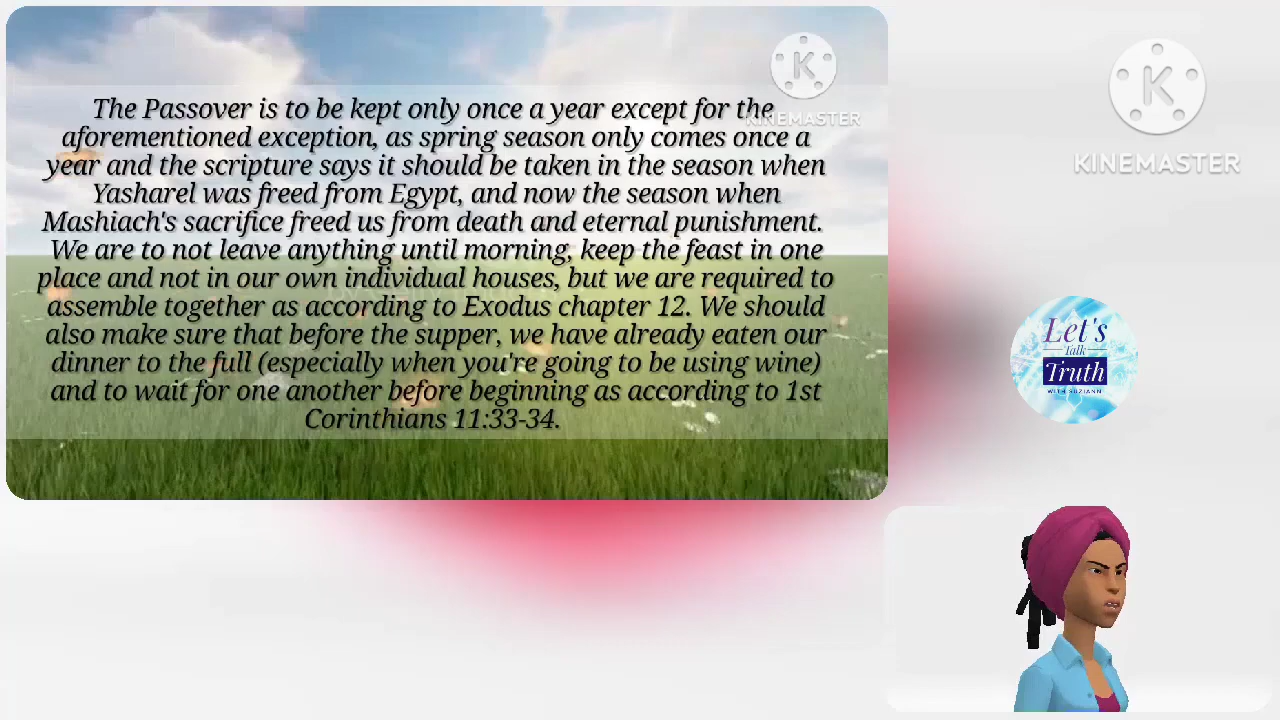 The Passover is to be kept only once a year except for the
aforementioned exception, as spring season only comes once a
year and the scripture says it should be taken in the season when
Yasharel was freed from Egypt, and now the season when
Mashiach's sacrifice freed us from death and eternal punishment.
We are to not leave anything until morning, keep the feast in one
place and not in our own individual houses, but we are required to
assemble together as according to Exodus chapter 12. We should
also make sure that before the supper, we have already eaten our
dinner to the full (especially when you're going to be using wine)
and to wait for one another before beginning as according to 1st
Corinthians 11:33-34.
K
KINEMASTER
K
KINEMASTER
Let's
Talk
Truth
WITH SUZIANN